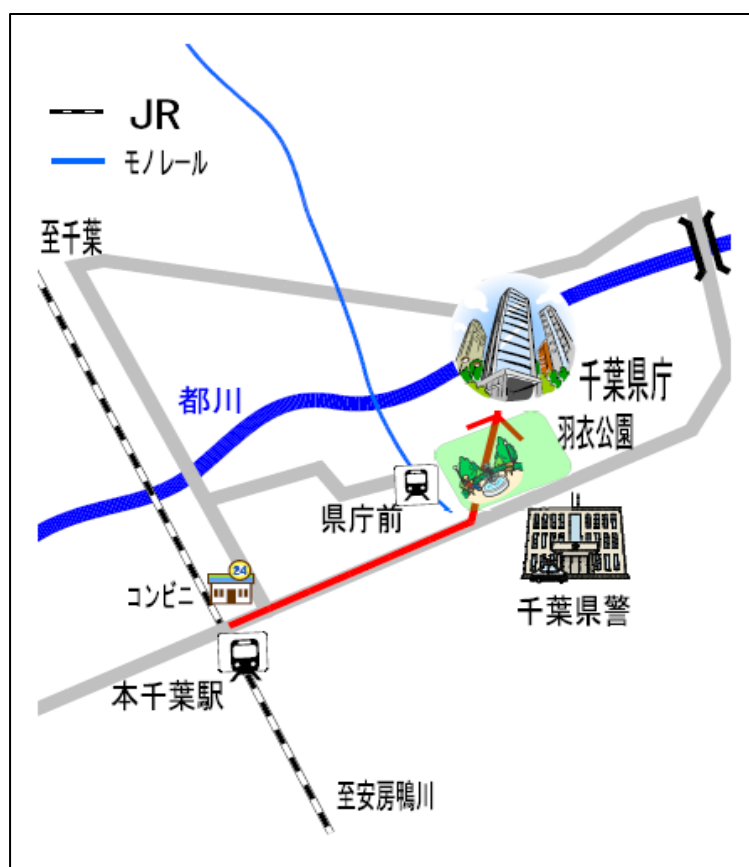 JR
モノレール
至千葉
千葉県庁
都川
羽衣公園
県庁前
24
コンビニ
千葉県警
本千葉駅
至安房鴨川